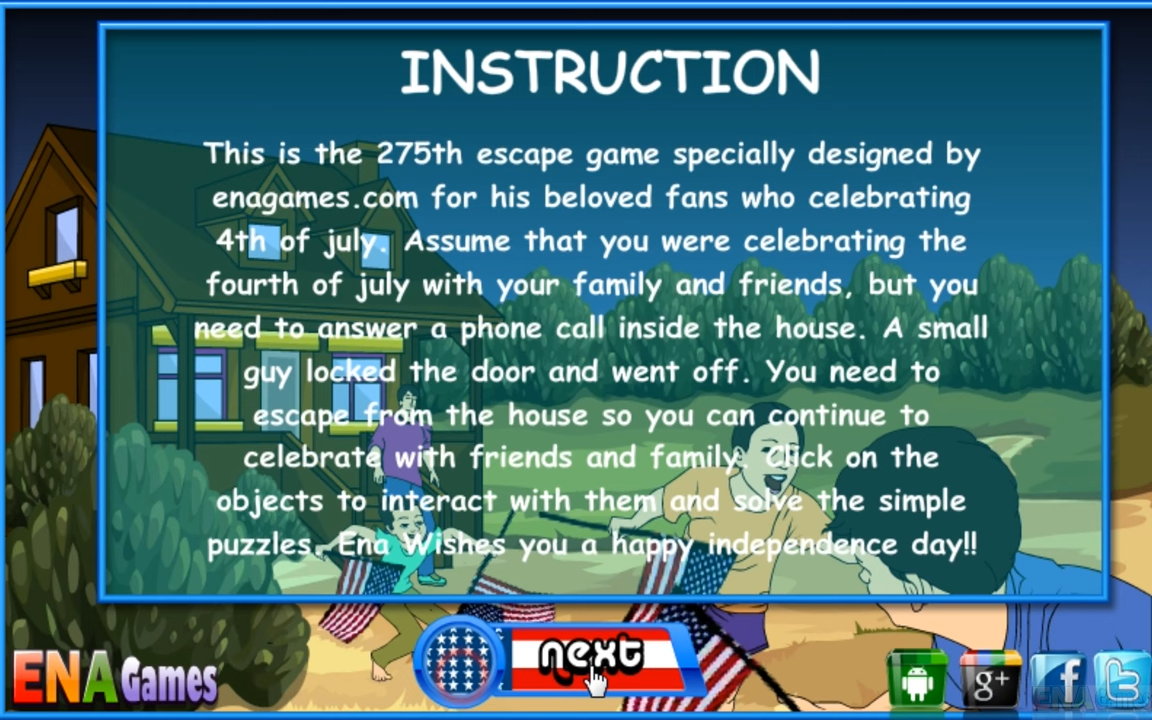 INSTRUCTION
This is the 275th escape game specially designed by
enagames.com for his beloved fans who celebrating
4th of july. Assume that you were celebrating the
fourth of july with your family and friends, but you
need to answer a phone call inside the house. A small
guy locked the door and went off. You need to
escape from the house so you can continue to
celebrate with friends and family. Click on the
objects to interact with them and solve the simple
puzzles. Ena Wishes you a happy independence day!!
next
ENA Games
g+
f
t